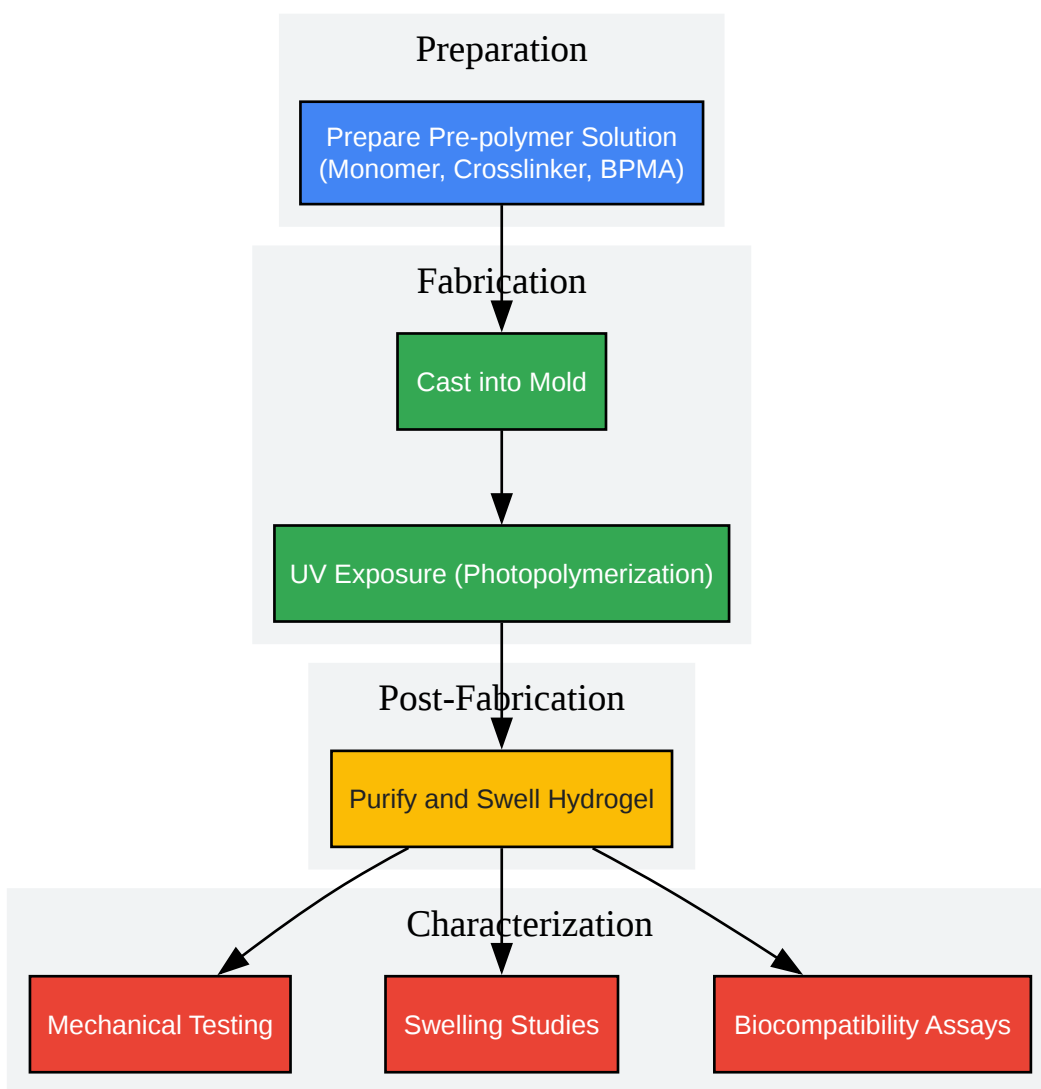 Preparation
Prepare Pre-polymer Solution
(Monomer, Crosslinker, BPMA)
Fabrication
Cast into Mold
UV Exposure (Photopolymerization)
Post-Fabrication
Purify and Swell Hydrogel
Characterization
Mechanical Testing
Swelling Studies
Biocompatibility Assays